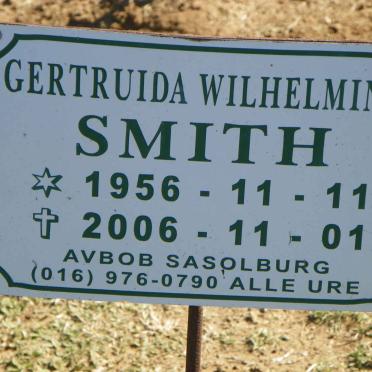 GERTRUIDA WILHELMIN
SMITH
1956 - 11 - 11
2006 - 11 - 01
AVBOB SASOLBURG
(016) 976-0790 ALLE URE